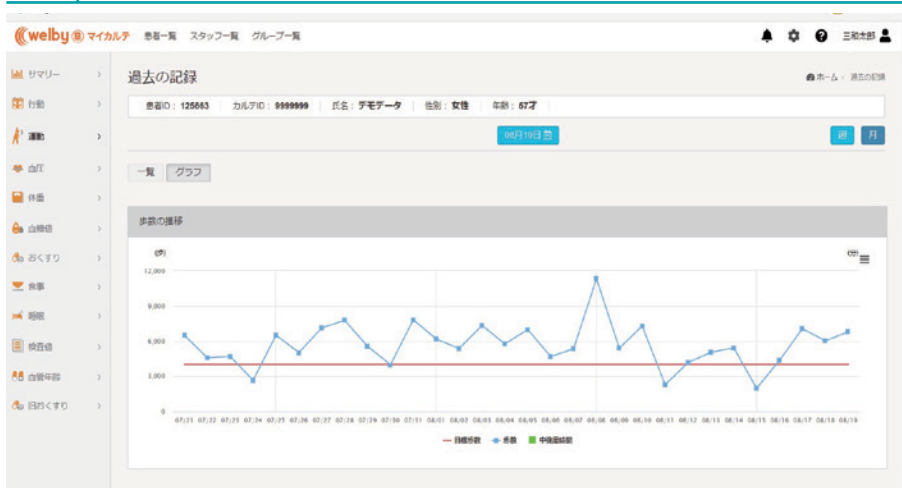 welby マイカルテ 患者一覧 スタッフ一覧 グループ一覧 三和太郎
サマリー
行動
運動
血圧
体重
血糖値
おくすり
食事
睡眠
検査値
血管年齢
旧おくすり
過去の記録
ホーム > 過去の記録
患者ID: 125663 カルテID: 9999999 氏名: デモデータ 性別: 女性 年齢: 67才
08月19日
週 月
一覧 グラフ
歩数の推移
(歩) (分)
12,000
9,000
6,000
3,000
0
07/21 07/22 07/23 07/24 07/25 07/26 07/27 07/28 07/29 07/30 07/31 08/01 08/02 08/03 08/04 08/05 08/06 08/07 08/08 08/09 08/10 08/11 08/12 08/13 08/14 08/15 08/16 08/17 08/18 08/19
目標歩数 歩数 中強度時間